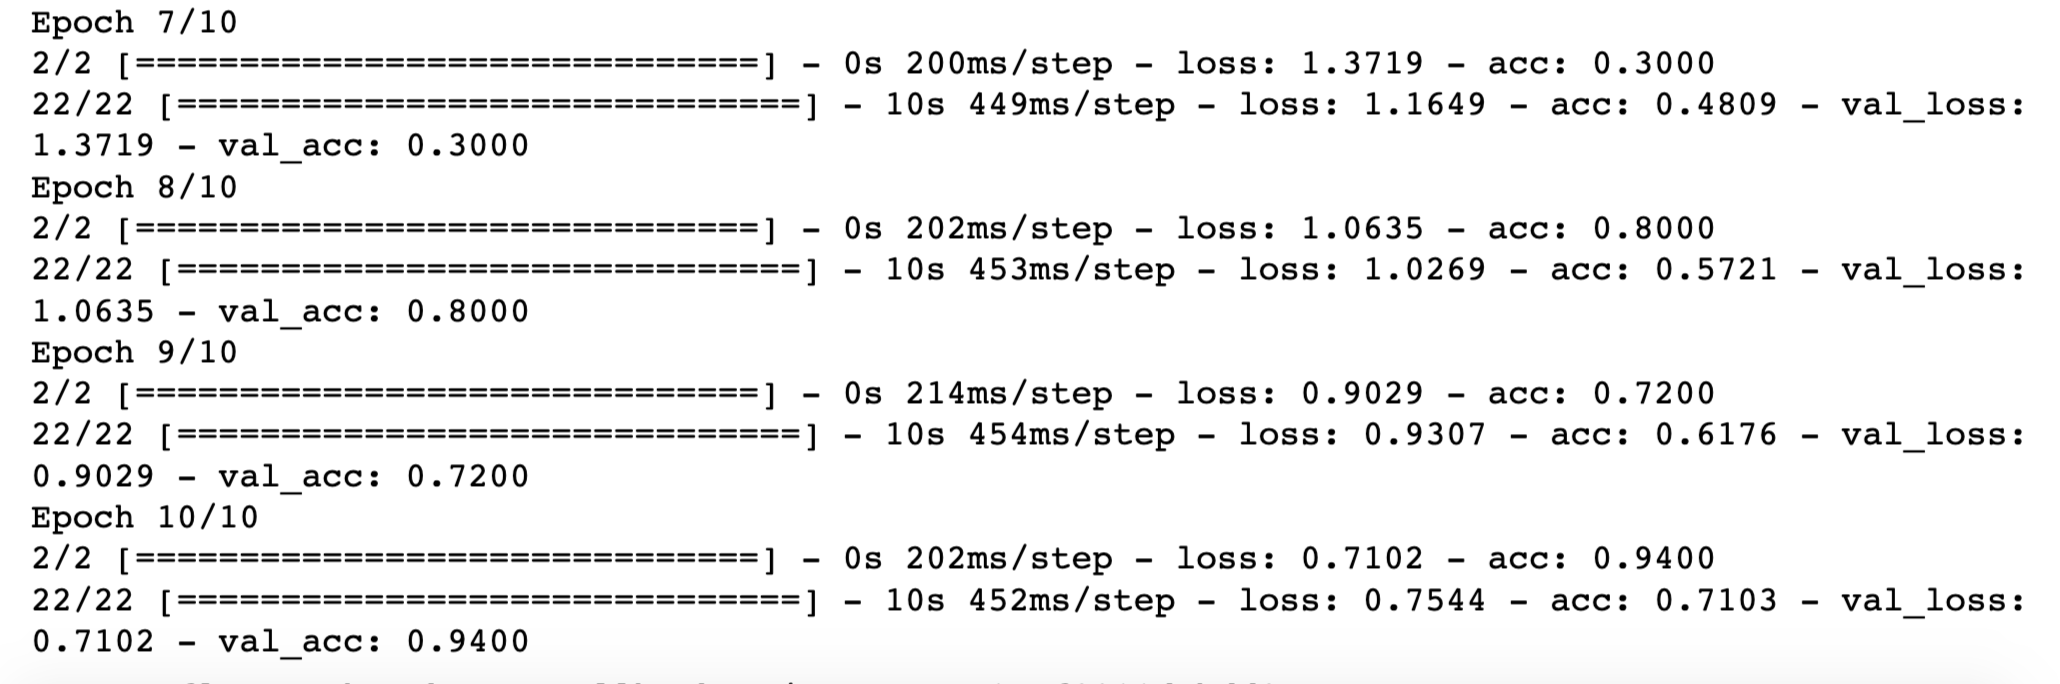 Epoch 7/10
2/2 [==============================] - 0s 200ms/step - loss: 1.3719 - acc: 0.3000
22/22 [==============================] - 10s 449ms/step - loss: 1.1649 - acc: 0.4809 - val_loss:
1.3719 - val_acc: 0.3000
Epoch 8/10
2/2 [==============================] - 0s 202ms/step - loss: 1.0635 - acc: 0.8000
22/22 [==============================] - 10s 453ms/step - loss: 1.0269 - acc: 0.5721 - val_loss:
1.0635 - val_acc: 0.8000
Epoch 9/10
2/2 [==============================] - 0s 214ms/step - loss: 0.9029 - acc: 0.7200
22/22 [==============================] - 10s 454ms/step - loss: 0.9307 - acc: 0.6176 - val_loss:
0.9029 - val_acc: 0.7200
Epoch 10/10
2/2 [==============================] - 0s 202ms/step - loss: 0.7102 - acc: 0.9400
22/22 [==============================] - 10s 452ms/step - loss: 0.7544 - acc: 0.7103 - val_loss:
0.7102 - val_acc: 0.9400